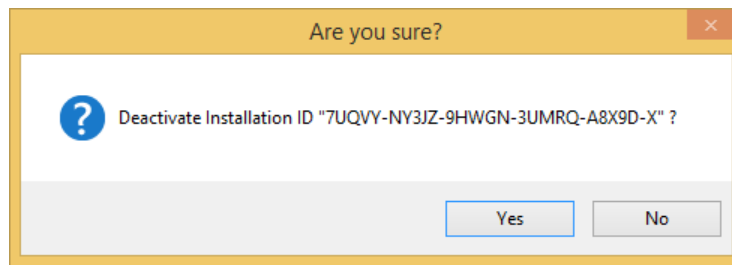 Are you sure?
Deactivate Installation ID "7UQVY-NY3JZ-9HWGN-3UMRQ-A8X9D-X" ?
Yes
No